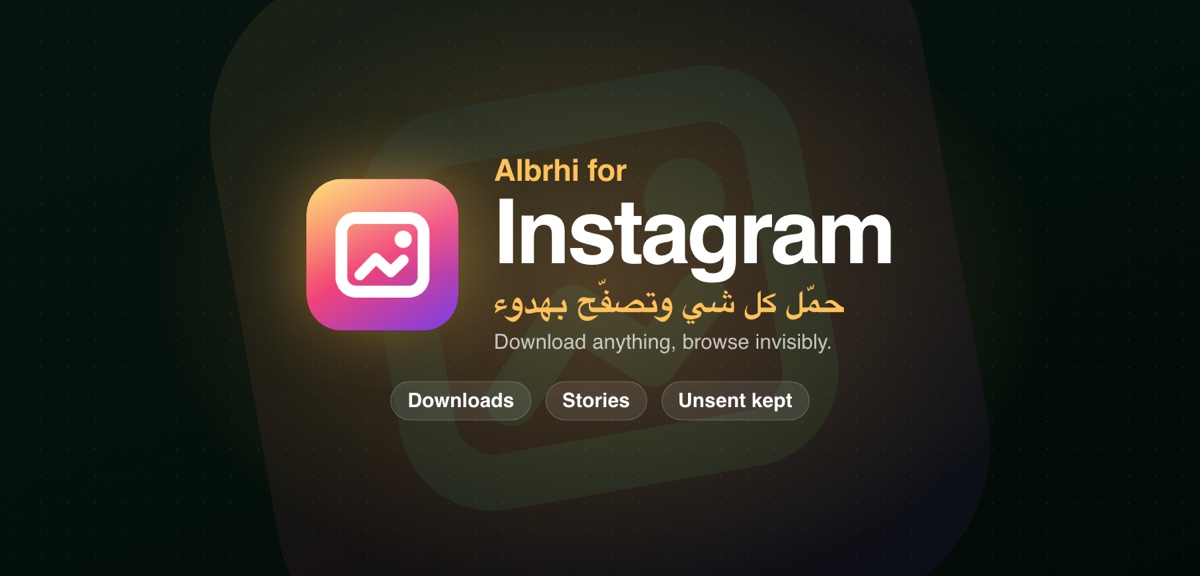 Albrhi for
Instagram
حمّل كل شي وتصفّح بهدوء
Download anything, browse invisibly.
Downloads
Stories
Unsent kept